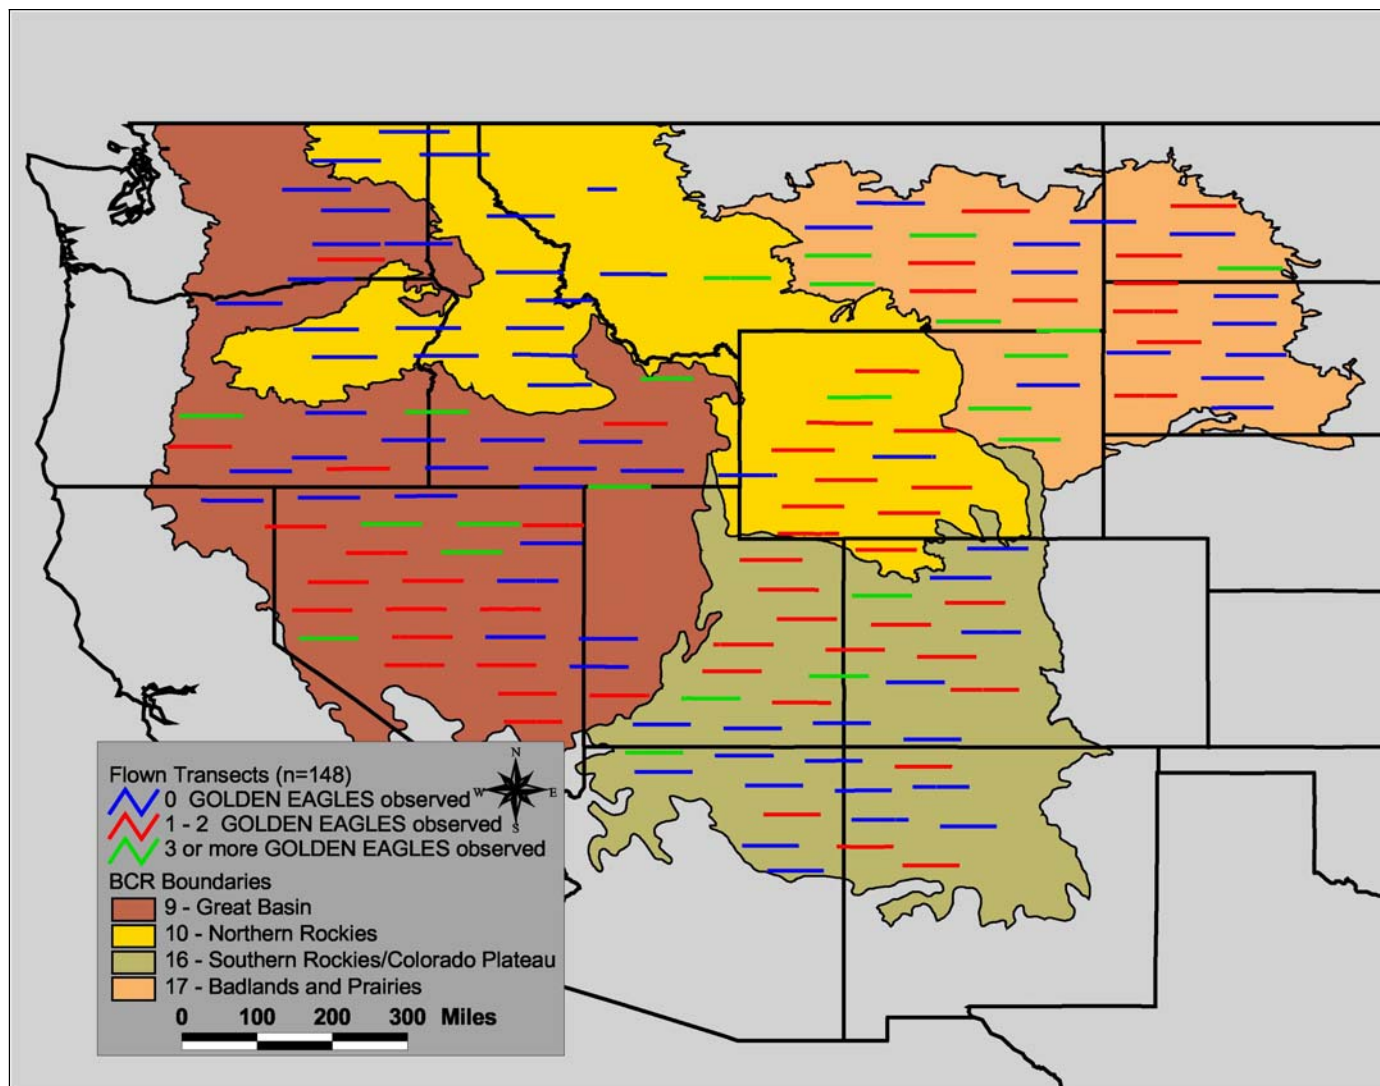 Flown Transects (n=148)
0 GOLDEN EAGLES observed
1 - 2 GOLDEN EAGLES observed
3 or more GOLDEN EAGLES observed
N
W E
S
BCR Boundaries
9 - Great Basin
10 - Northern Rockies
16 - Southern Rockies/Colorado Plateau
17 - Badlands and Prairies
0 100 200 300 Miles